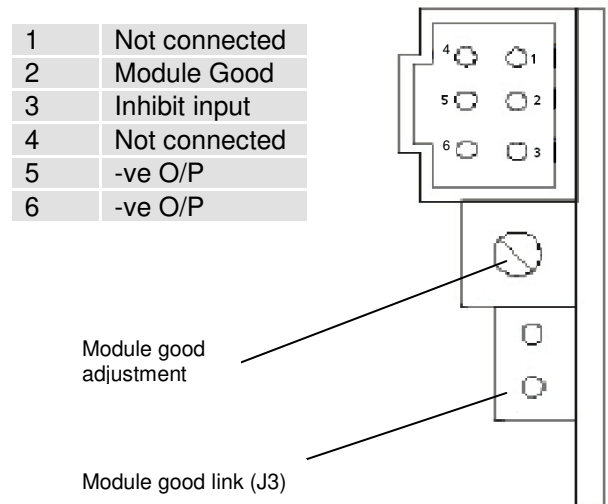 1 Not connected
2 Module Good
3 Inhibit input
4 Not connected
5 -ve O/P
6 -ve O/P
4 1
5 2
6 3
Module good
adjustment
Module good link (J3)